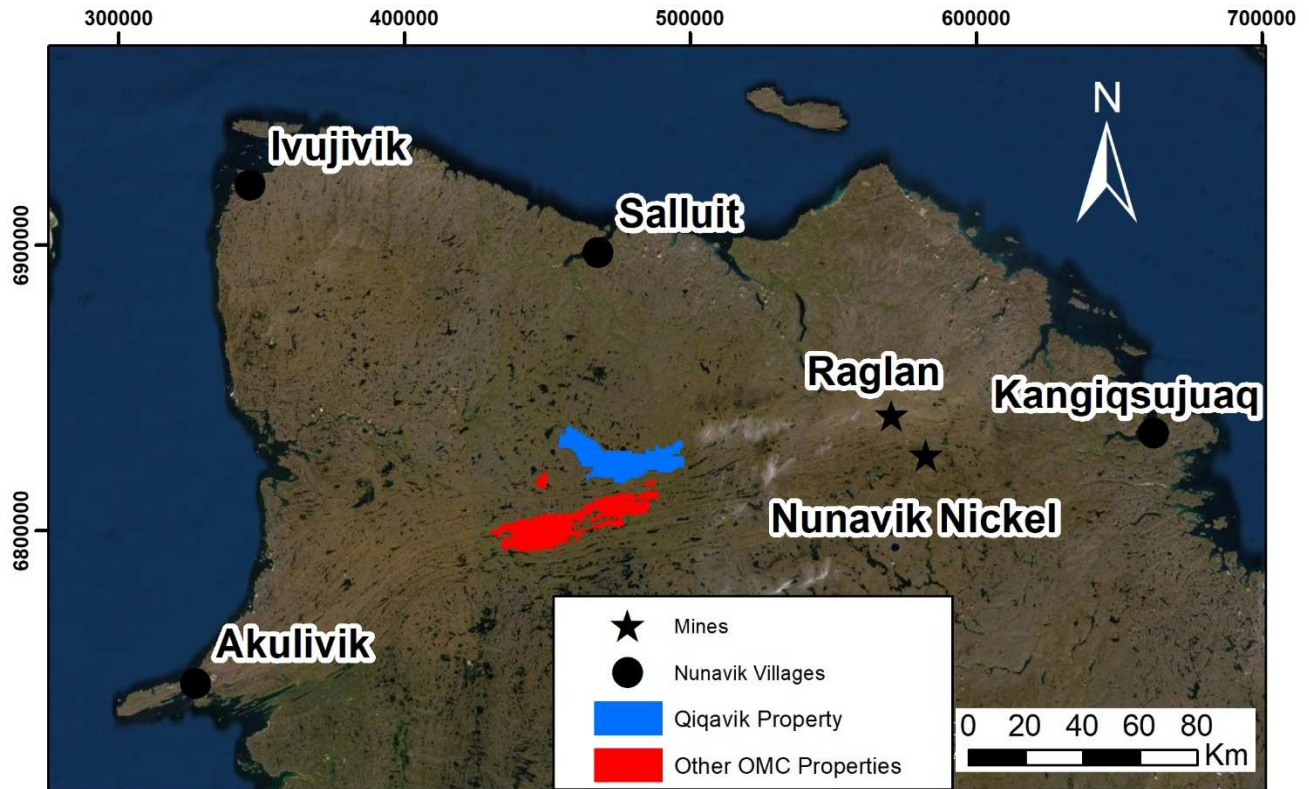 300000 400000 500000 600000 700000
N
Ivujivik
Salluit
6900000
Raglan
Kangiqsujuaq
Nunavik Nickel
6800000
Akulivik
Mines
Nunavik Villages
Qiqavik Property
Other OMC Properties
0 20 40 60 80
Km